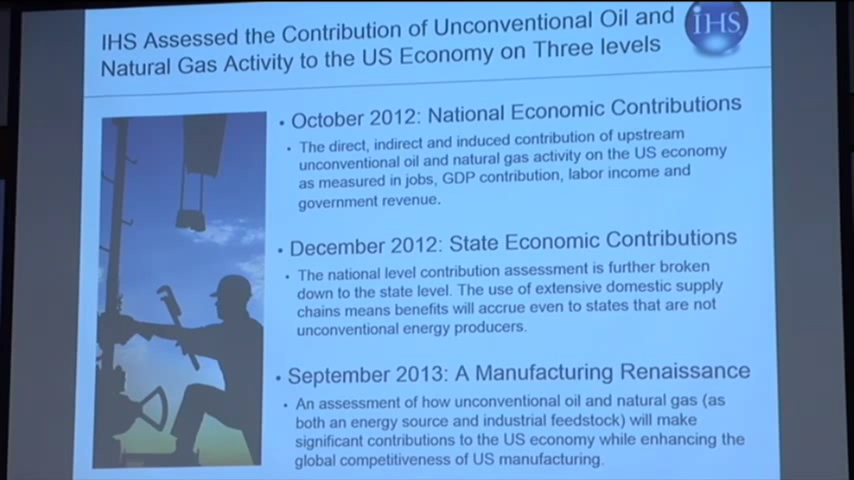 IHS Assessed the Contribution of Unconventional Oil and
Natural Gas Activity to the US Economy on Three levels
IHS
• October 2012: National Economic Contributions
• The direct, indirect and induced contribution of upstream
unconventional oil and natural gas activity on the US economy
as measured in jobs, GDP contribution, labor income and
government revenue.
• December 2012: State Economic Contributions
• The national level contribution assessment is further broken
down to the state level. The use of extensive domestic supply
chains means benefits will accrue even to states that are not
unconventional energy producers.
• September 2013: A Manufacturing Renaissance
• An assessment of how unconventional oil and natural gas (as
both an energy source and industrial feedstock) will make
significant contributions to the US economy while enhancing the
global competitiveness of US manufacturing.